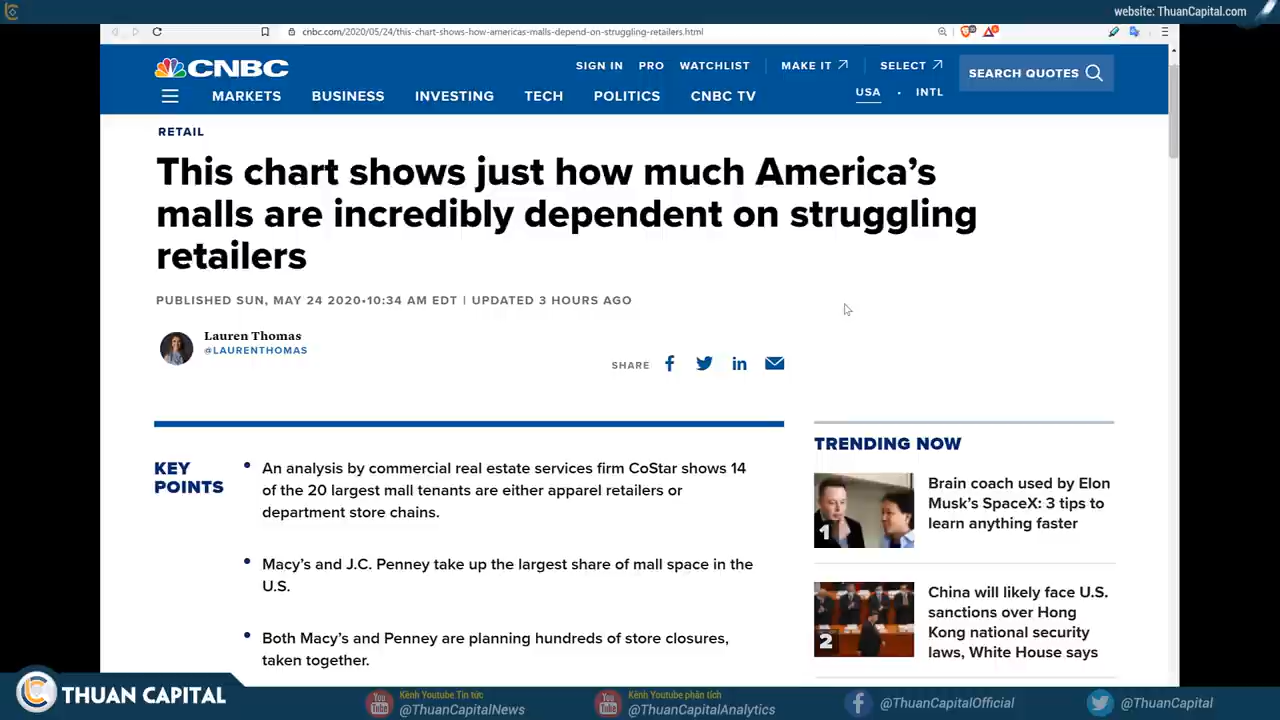 website: ThuanCapital.com
cnbc.com/2020/05/24/this-chart-shows-how-americas-malls-depend-on-struggling-retailers.html
CNBC
SIGN IN PRO WATCHLIST MAKE IT SELECT
SEARCH QUOTES
USA • INTL
MARKETS BUSINESS INVESTING TECH POLITICS CNBC TV
RETAIL
This chart shows just how much America’s
malls are incredibly dependent on struggling
retailers
PUBLISHED SUN, MAY 24 2020•10:34 AM EDT | UPDATED 3 HOURS AGO
Lauren Thomas
@LAURENTHOMAS
SHARE
KEY
POINTS
An analysis by commercial real estate services firm CoStar shows 14
of the 20 largest mall tenants are either apparel retailers or
department store chains.
Macy’s and J.C. Penney take up the largest share of mall space in the
U.S.
Both Macy’s and Penney are planning hundreds of store closures,
taken together.
TRENDING NOW
1
Brain coach used by Elon
Musk’s SpaceX: 3 tips to
learn anything faster
2
China will likely face U.S.
sanctions over Hong
Kong national security
laws, White House says
THUAN CAPITAL
Kênh Youtube Tin tức
@ThuanCapitalNews
Kênh Youtube phân tích
@ThuanCapitalAnalytics
@ThuanCapitalOfficial
@ThuanCapital